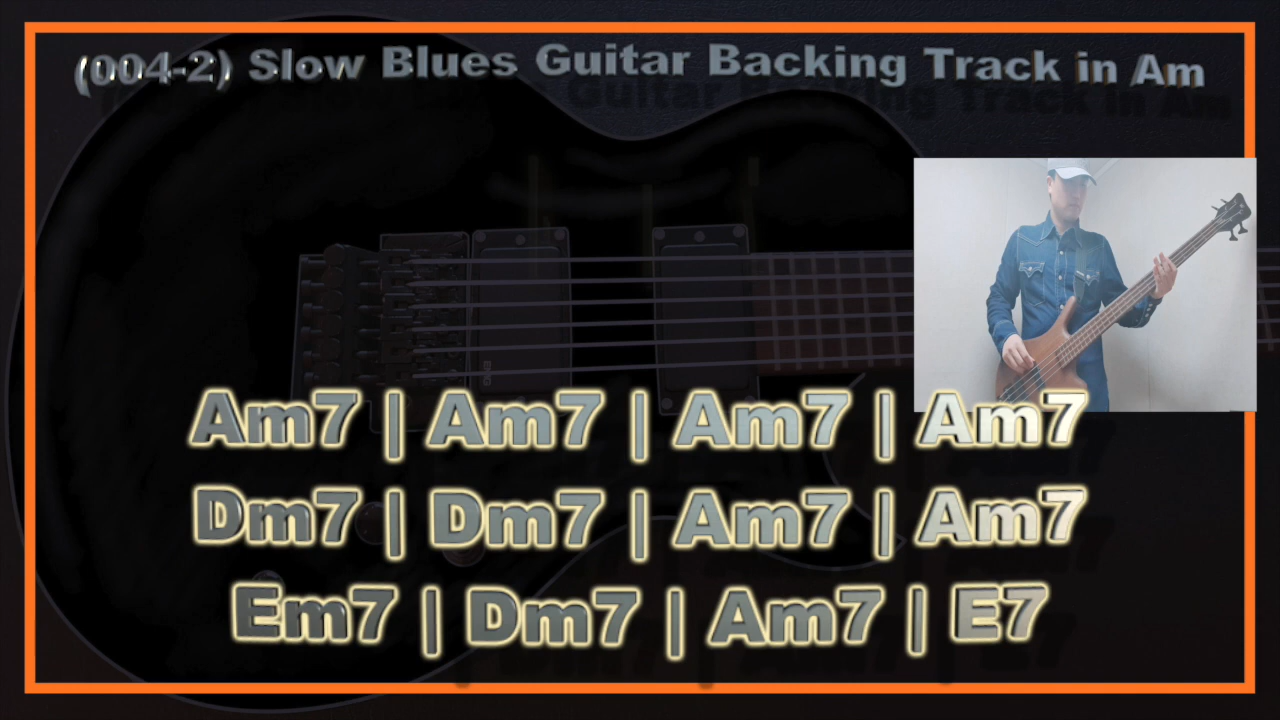 (004-2) Slow Blues Guitar Backing Track in Am
Am7 | Am7 | Am7 | Am7
Dm7 | Dm7 | Am7 | Am7
Em7 | Dm7 | Am7 | E7